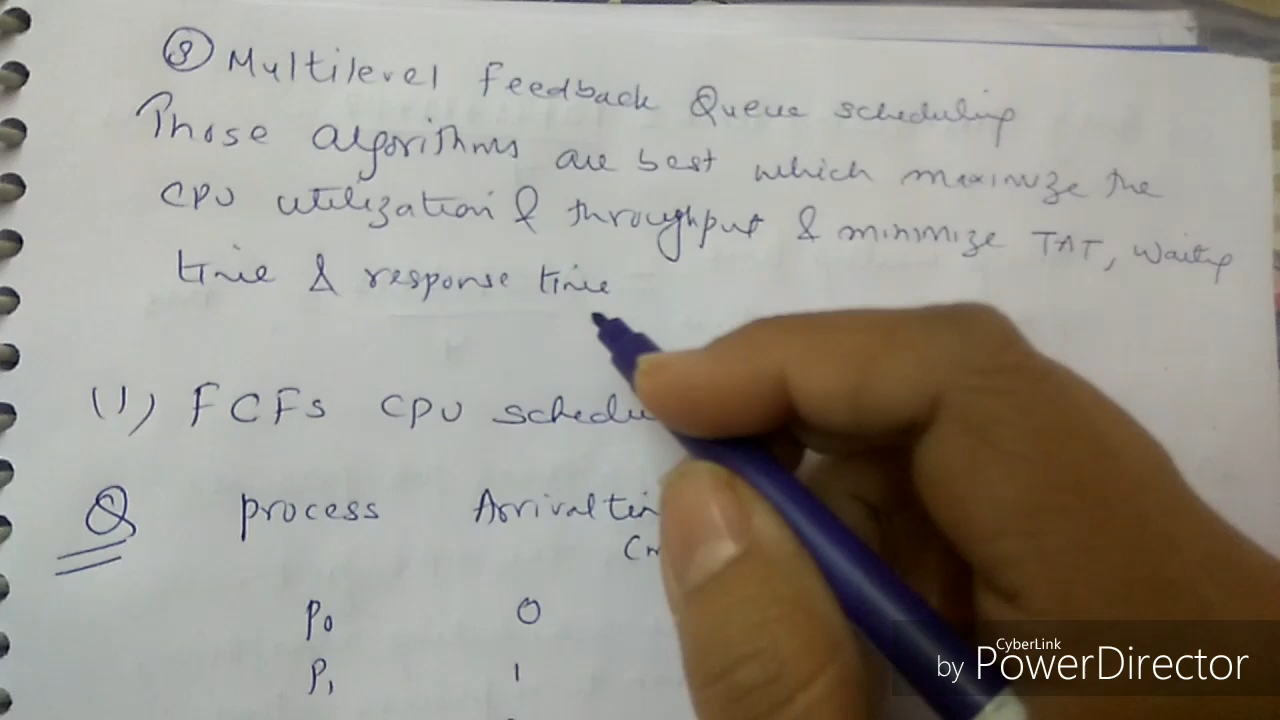 8 Multilevel feedback Queue scheduling
Those algorithms are best which maximize the
CPU utilization & throughput & minimize TAT, waiting
time & response time
(1) FCFS CPU schedu
Q process Arrival tim
(m
P0 0
P1 1
CyberLink
by PowerDirector